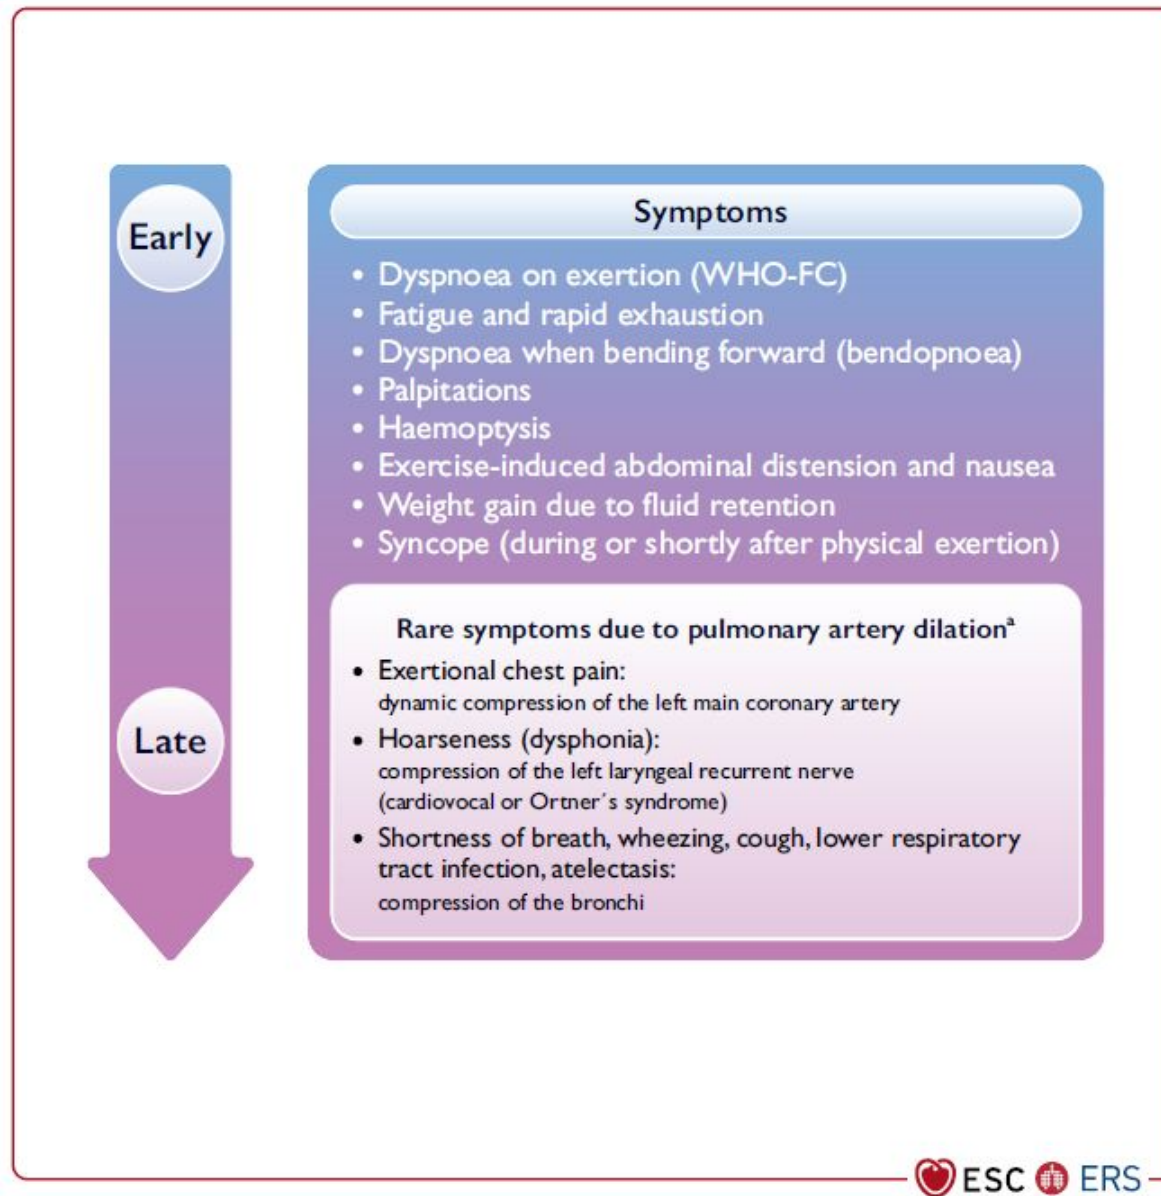 Early
Symptoms
• Dyspnoea on exertion (WHO-FC)
• Fatigue and rapid exhaustion
• Dyspnoea when bending forward (bendopnoea)
• Palpitations
• Haemoptysis
• Exercise-induced abdominal distension and nausea
• Weight gain due to fluid retention
• Syncope (during or shortly after physical exertion)
Rare symptoms due to pulmonary artery dilationᵃ
• Exertional chest pain:
dynamic compression of the left main coronary artery
Late
• Hoarseness (dysphonia):
compression of the left laryngeal recurrent nerve
(cardiovocal or Ortner´s syndrome)
• Shortness of breath, wheezing, cough, lower respiratory
tract infection, atelectasis:
compression of the bronchi
ESC ERS